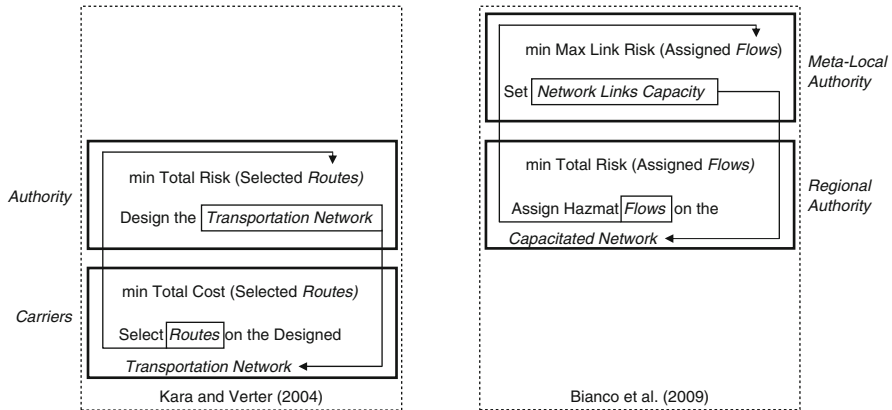 Authority
min Total Risk (Selected Routes)
Design the Transportation Network
Carriers
min Total Cost (Selected Routes)
Select Routes on the Designed
Transportation Network
Kara and Verter (2004)
min Max Link Risk (Assigned Flows)
Set Network Links Capacity
Meta-Local
Authority
min Total Risk (Assigned Flows)
Assign Hazmat Flows on the
Capacitated Network
Regional
Authority
Bianco et al. (2009)